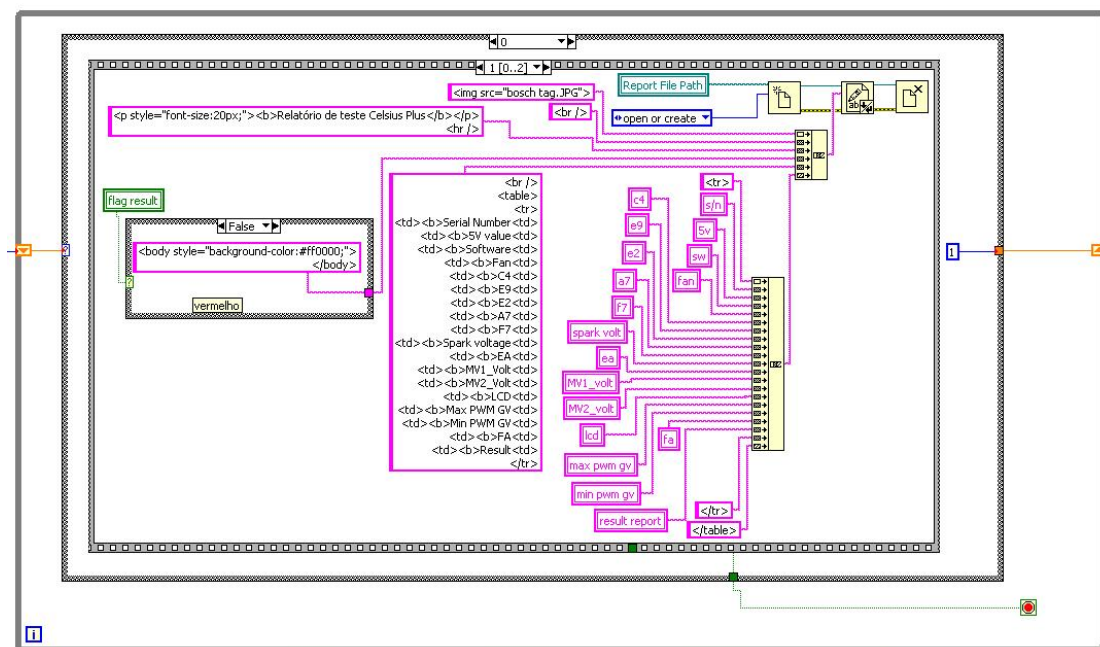 0
1 [0..2]
<img src="bosch tag.JPG">
Report File Path
<br />
open or create
<p style="font-size:20px;"><b>Relatório de teste Celsius Plus</b></p>
<hr />
flag result
False
<body style="background-color:#ff0000;">
</body>
vermelho
<br />
<table>
<tr>
<td><b>Serial Number<td>
<td><b>5V value<td>
<td><b>Software<td>
<td><b>Fan<td>
<td><b>C4<td>
<td><b>E9<td>
<td><b>E2<td>
<td><b>A7<td>
<td><b>F7<td>
<td><b>Spark voltage<td>
<td><b>EA<td>
<td><b>MV1_Volt<td>
<td><b>MV2_Volt<td>
<td><b>LCD<td>
<td><b>Max PWM GV<td>
<td><b>Min PWM GV<td>
<td><b>FA<td>
<td><b>Result<td>
</tr>
<tr>
c4
s/n
e9
5v
e2
sw
a7
fan
f7
spark volt
ea
MV1_volt
MV2_volt
lcd
fa
max pwm gv
min pwm gv
</tr>
result report
</table>
1
i